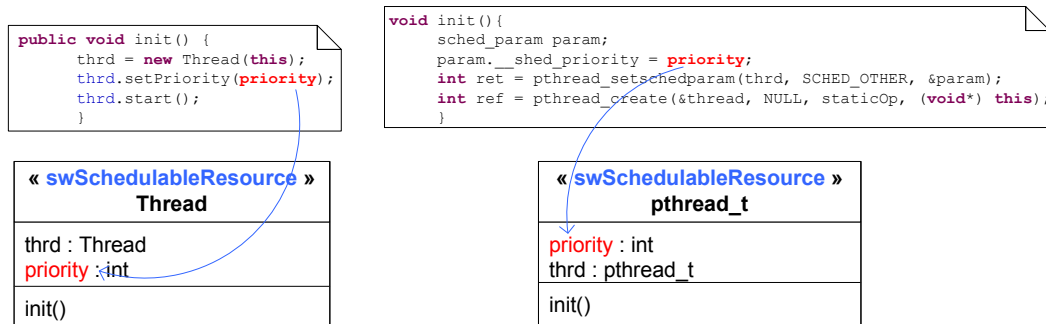 public void init() {
thrd = new Thread(this);
thrd.setPriority(priority);
thrd.start();
}
void init(){
sched_param param;
param.__shed_priority = priority;
int ret = pthread_setschedparam(thrd, SCHED_OTHER, &param);
int ref = pthread_create(&thread, NULL, staticOp, (void*) this);
}
« swSchedulableResource »
Thread
thrd : Thread
priority : int
init()
« swSchedulableResource »
pthread_t
priority : int
thrd : pthread_t
init()